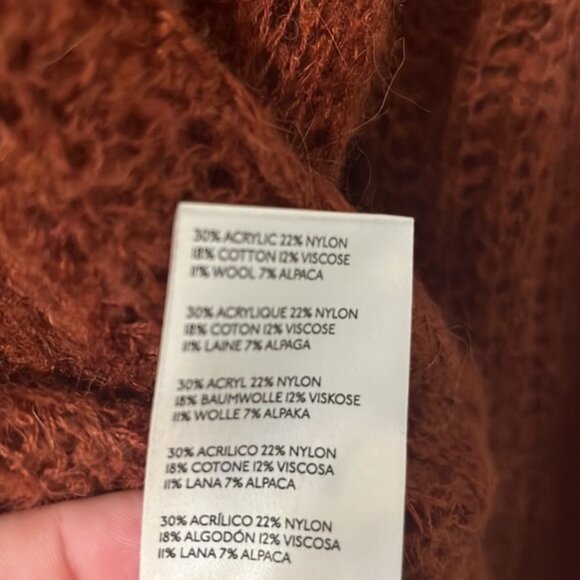 30% ACRYLIC 22% NYLON
18% COTTON 12% VISCOSE
11% WOOL 7% ALPACA
30% ACRYLIQUE 22% NYLON
18% COTON 12% VISCOSE
11% LAINE 7% ALPAGA
30% ACRYL 22% NYLON
18% BAUMWOLLE 12% VISKOSE
11% WOLLE 7% ALPAKA
30% ACRILICO 22% NYLON
18% COTONE 12% VISCOSA
11% LANA 7% ALPACA
30% ACRÍLICO 22% NYLON
18% ALGODÓN 12% VISCOSA
11% LANA 7% ALPACA